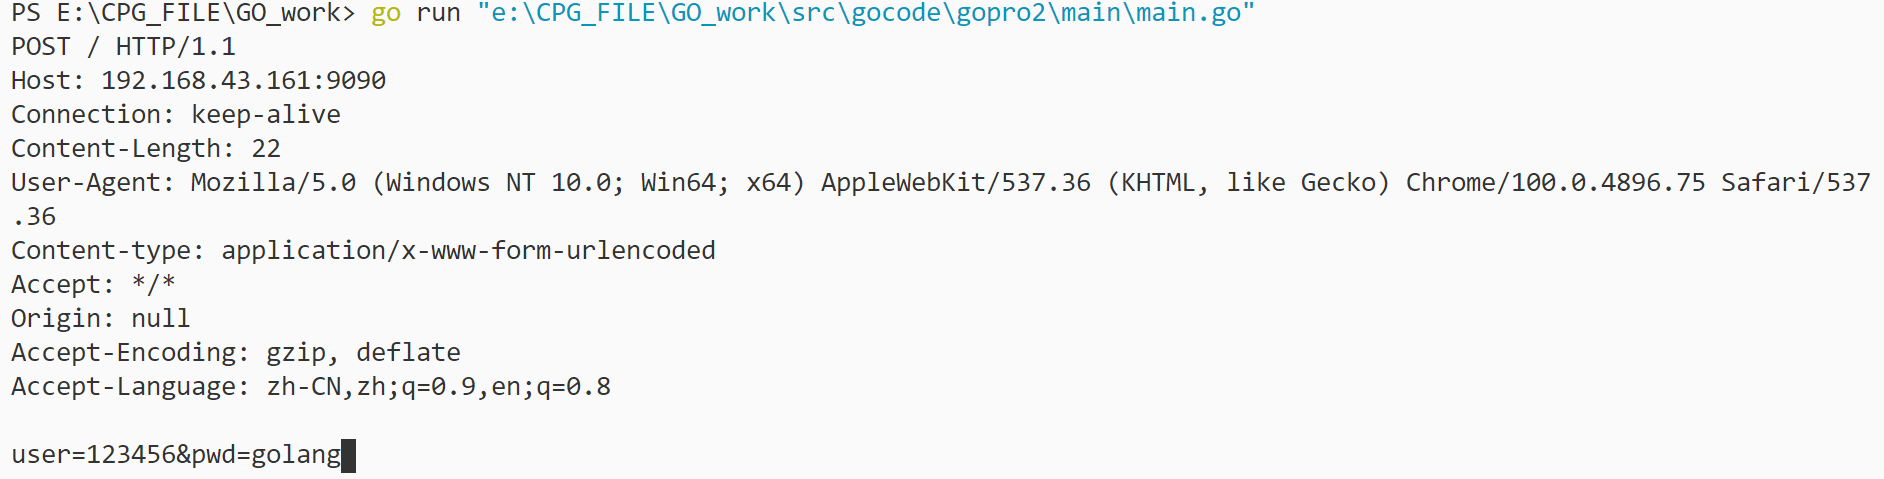 PS E:\CPG_FILE\GO_work> go run "e:\CPG_FILE\GO_work\src\gocode\gopro2\main\main.go"
POST / HTTP/1.1
Host: 192.168.43.161:9090
Connection: keep-alive
Content-Length: 22
User-Agent: Mozilla/5.0 (Windows NT 10.0; Win64; x64) AppleWebKit/537.36 (KHTML, like Gecko) Chrome/100.0.4896.75 Safari/537
.36
Content-type: application/x-www-form-urlencoded
Accept: */*
Origin: null
Accept-Encoding: gzip, deflate
Accept-Language: zh-CN,zh;q=0.9,en;q=0.8

user=123456&pwd=golang